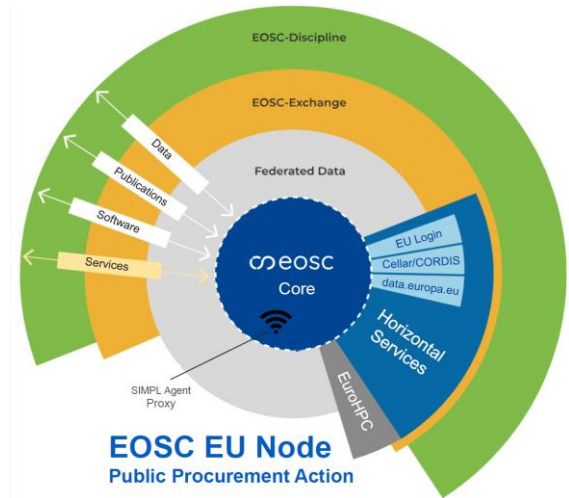 EOSC-Discipline
EOSC-Exchange
Federated Data
Data
Publications
Software
Services
eosc
Core
EU Login
Cellar/CORDIS
data.europa.eu
Horizontal
Services
EuroHPC
SIMPL Agent
Proxy
EOSC EU Node
Public Procurement Action